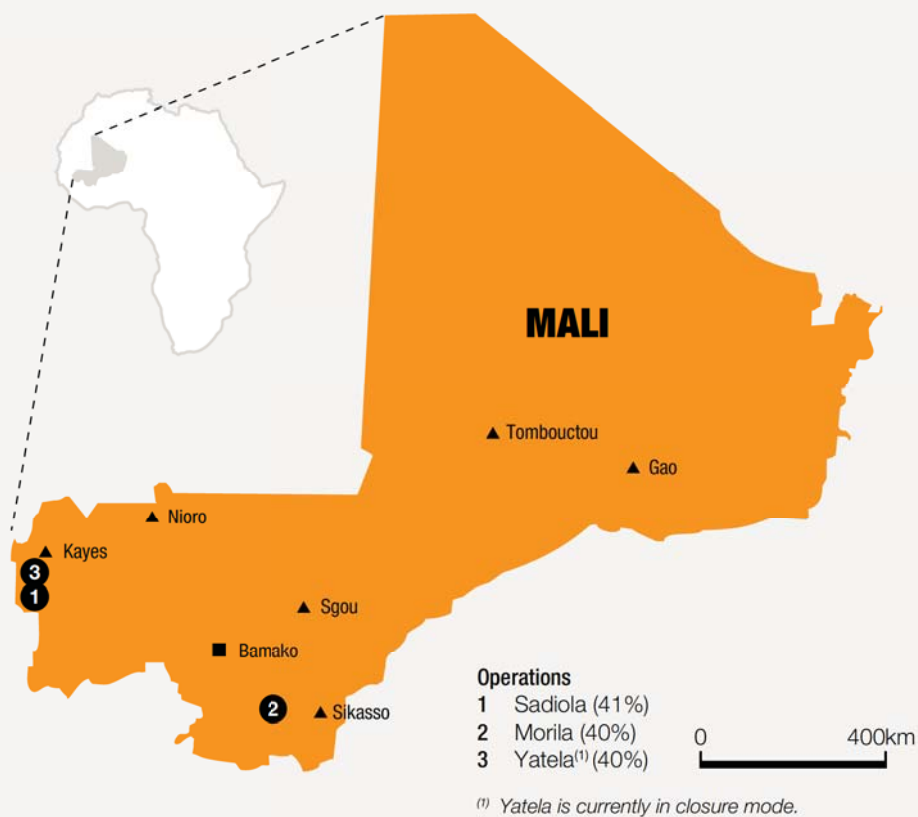 MALI
Tombouctou
Gao
Nioro
Kayes
3
1
Sgou
Bamako
2
Sikasso
Operations
1 Sadiola (41%)
2 Morila (40%)
3 Yatela(1) (40%)
0 400km
(1) Yatela is currently in closure mode.